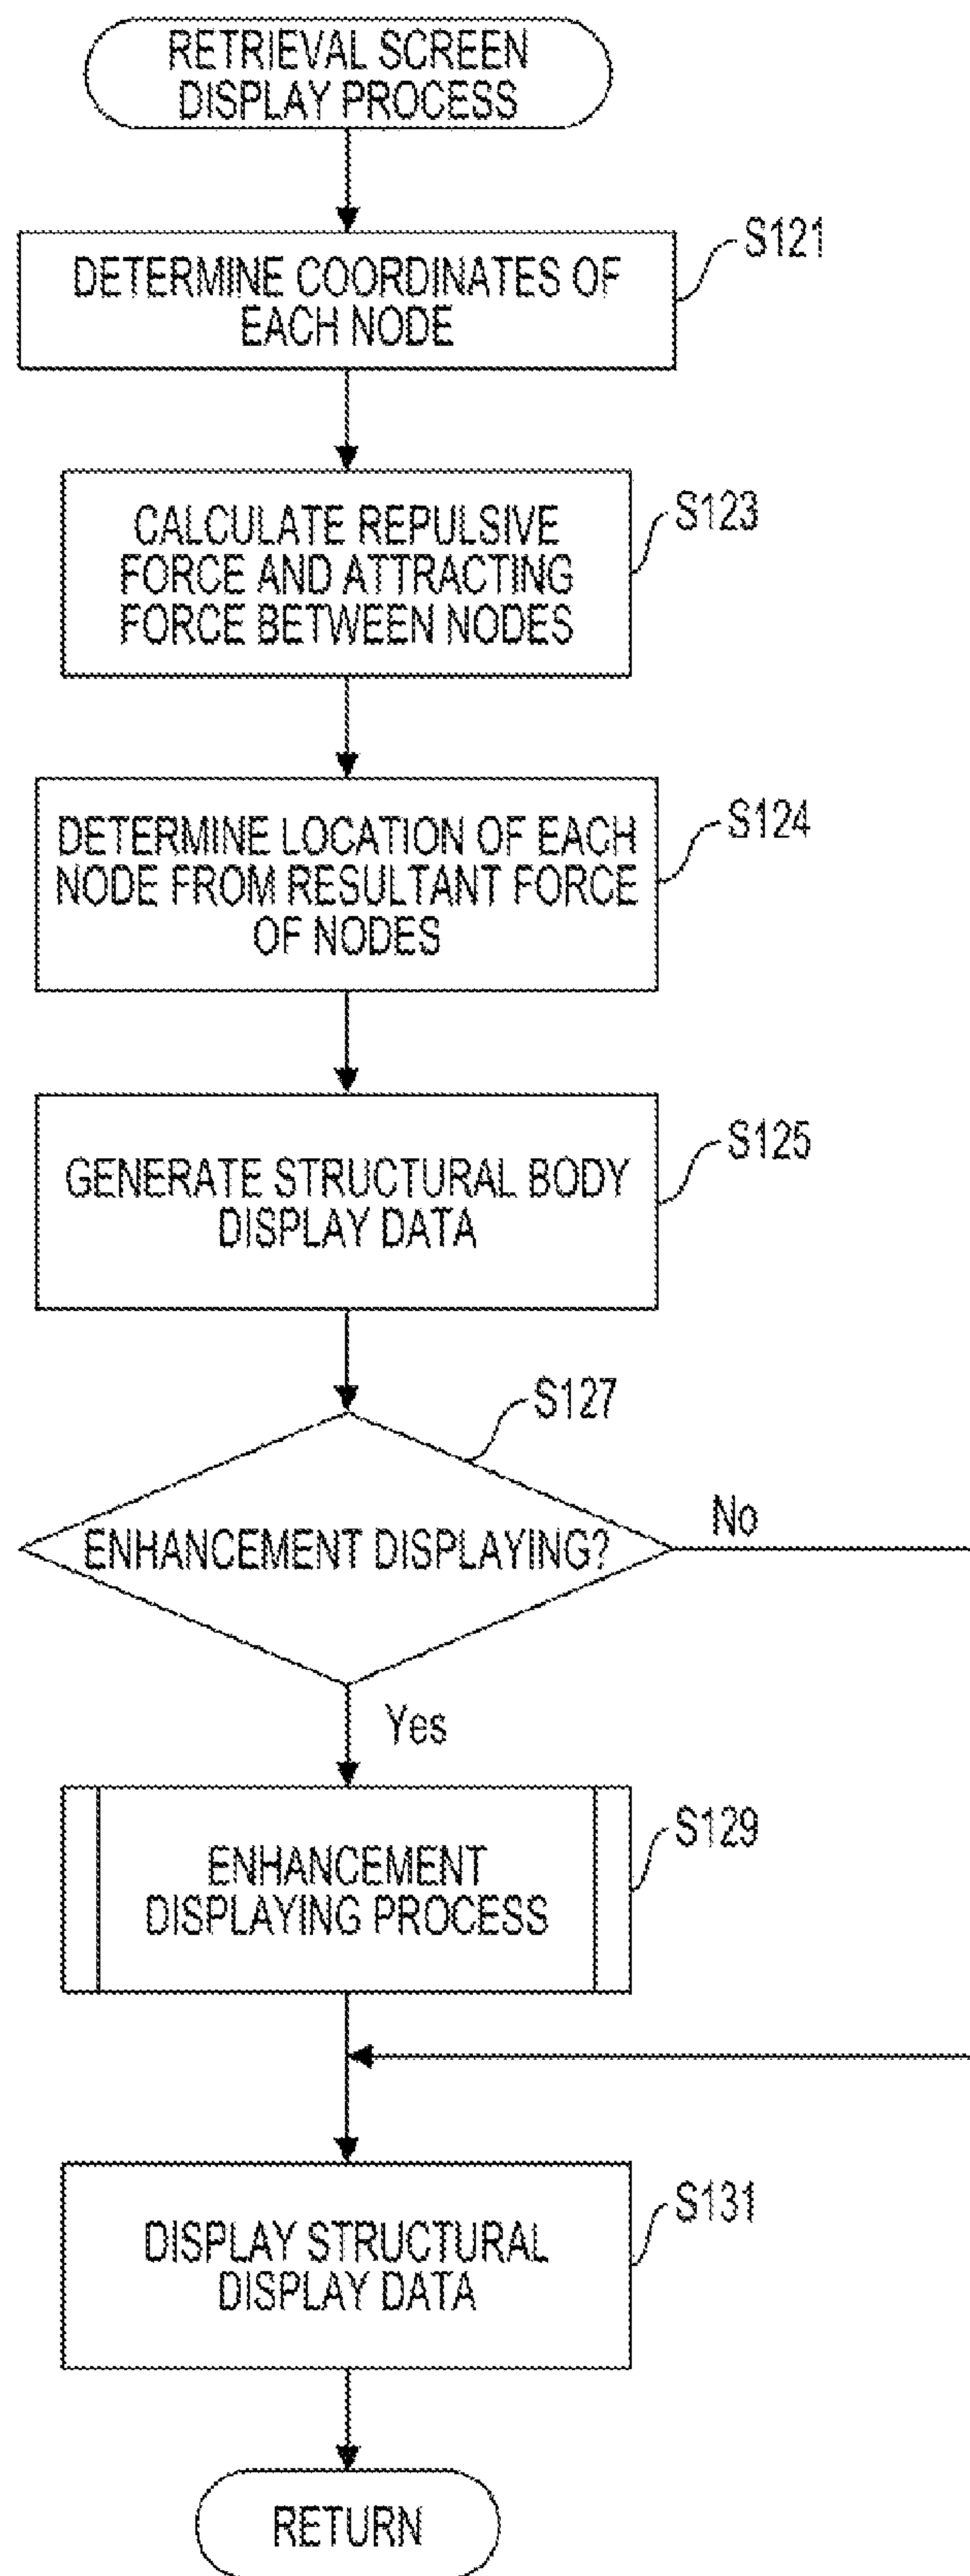 RETRIEVAL SCREEN
DISPLAY PROCESS
S121
DETERMINE COORDINATES OF
EACH NODE
S123
CALCULATE REPULSIVE
FORCE AND ATTRACTING
FORCE BETWEEN NODES
S124
DETERMINE LOCATION OF EACH
NODE FROM RESULTANT FORCE
OF NODES
S125
GENERATE STRUCTURAL BODY
DISPLAY DATA
S127
ENHANCEMENT DISPLAYING?
No
Yes
S129
ENHANCEMENT
DISPLAYING PROCESS
S131
DISPLAY STRUCTURAL
DISPLAY DATA
RETURN